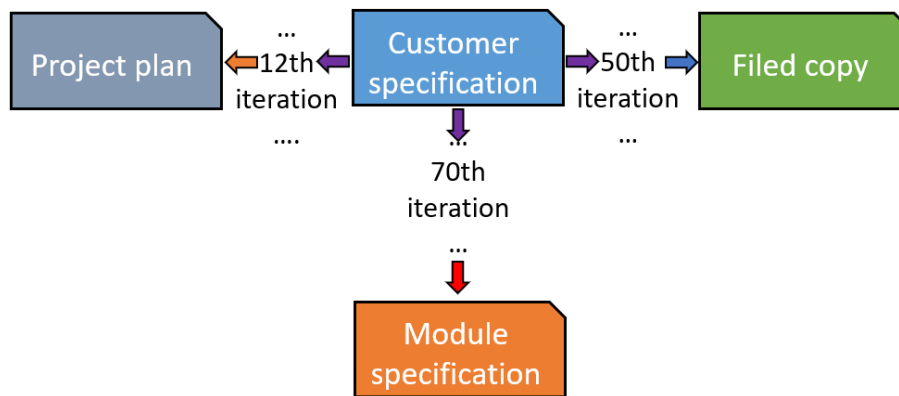 Project plan
...
12th
iteration
....
Customer
specification
...
50th
iteration
...
Filed copy
...
70th
iteration
...
Module
specification